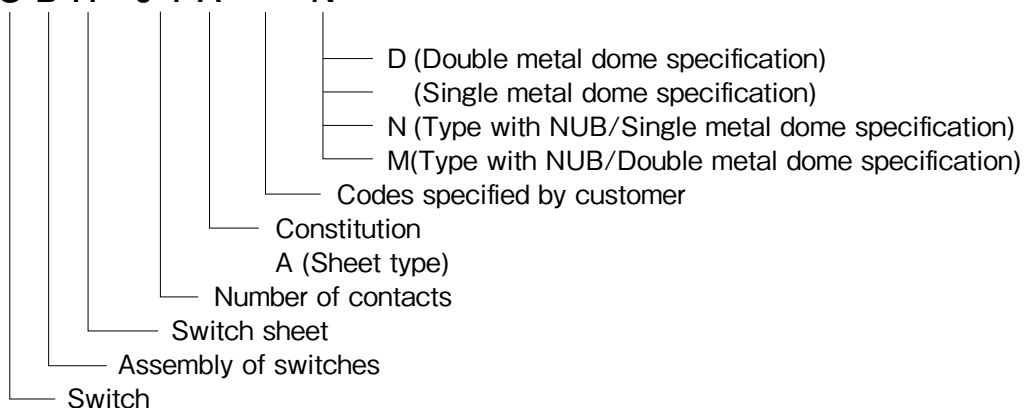 D (Double metal dome specification)
(Single metal dome specification)
N (Type with NUB/Single metal dome specification)
M(Type with NUB/Double metal dome specification)
Codes specified by customer
Constitution
A (Sheet type)
Number of contacts
Switch sheet
Assembly of switches
Switch